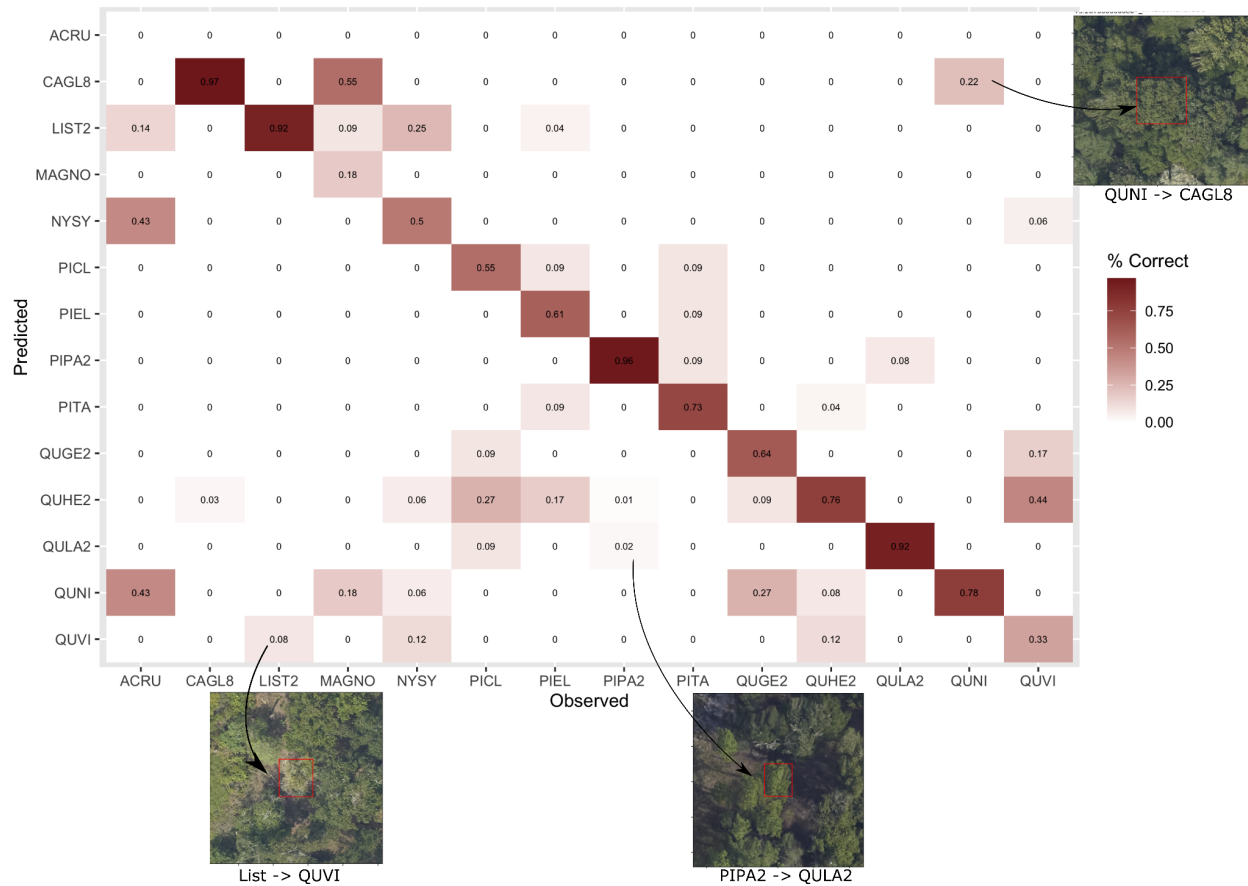 ACRU 0 0 0 0 0 0 0 0 0 0 0 0 0 0
CAGL8 0 0.97 0 0.55 0 0 0 0 0 0 0 0 0.22 0
LIST2 0.14 0 0.92 0.09 0.25 0 0.04 0 0 0 0 0 0 0
MAGNO 0 0 0 0.18 0 0 0 0 0 0 0 0 0 0
QUNI -> CAGL8
NYSY 0.43 0 0 0 0.5 0 0 0 0 0 0 0 0 0.06
PICL 0 0 0 0 0 0.55 0.09 0 0.09 0 0 0 0 0
PIEL 0 0 0 0 0 0 0.61 0 0.09 0 0 0 0 0
PIPA2 0 0 0 0 0 0 0 0.96 0.09 0 0 0.08 0 0
PITA 0 0 0 0 0 0 0.09 0 0.73 0 0.04 0 0 0
QUGE2 0 0 0 0 0 0.09 0 0 0 0.64 0 0 0 0.17
QUHE2 0 0.03 0 0 0.06 0.27 0.17 0.01 0 0.09 0.76 0 0 0.44
QULA2 0 0 0 0 0 0.09 0 0.02 0 0 0 0.92 0 0
QUNI 0.43 0 0 0.18 0.06 0 0 0 0 0.27 0.08 0 0.78 0
QUVI 0 0 0.08 0 0.12 0 0 0 0 0 0.12 0 0 0.33
ACRU CAGL8 LIST2 MAGNO NYSY PICL PIEL PIPA2 PITA QUGE2 QUHE2 QULA2 QUNI QUVI
Observed
Predicted
% Correct
0.75
0.50
0.25
0.00
List -> QUVI
PIPA2 -> QULA2